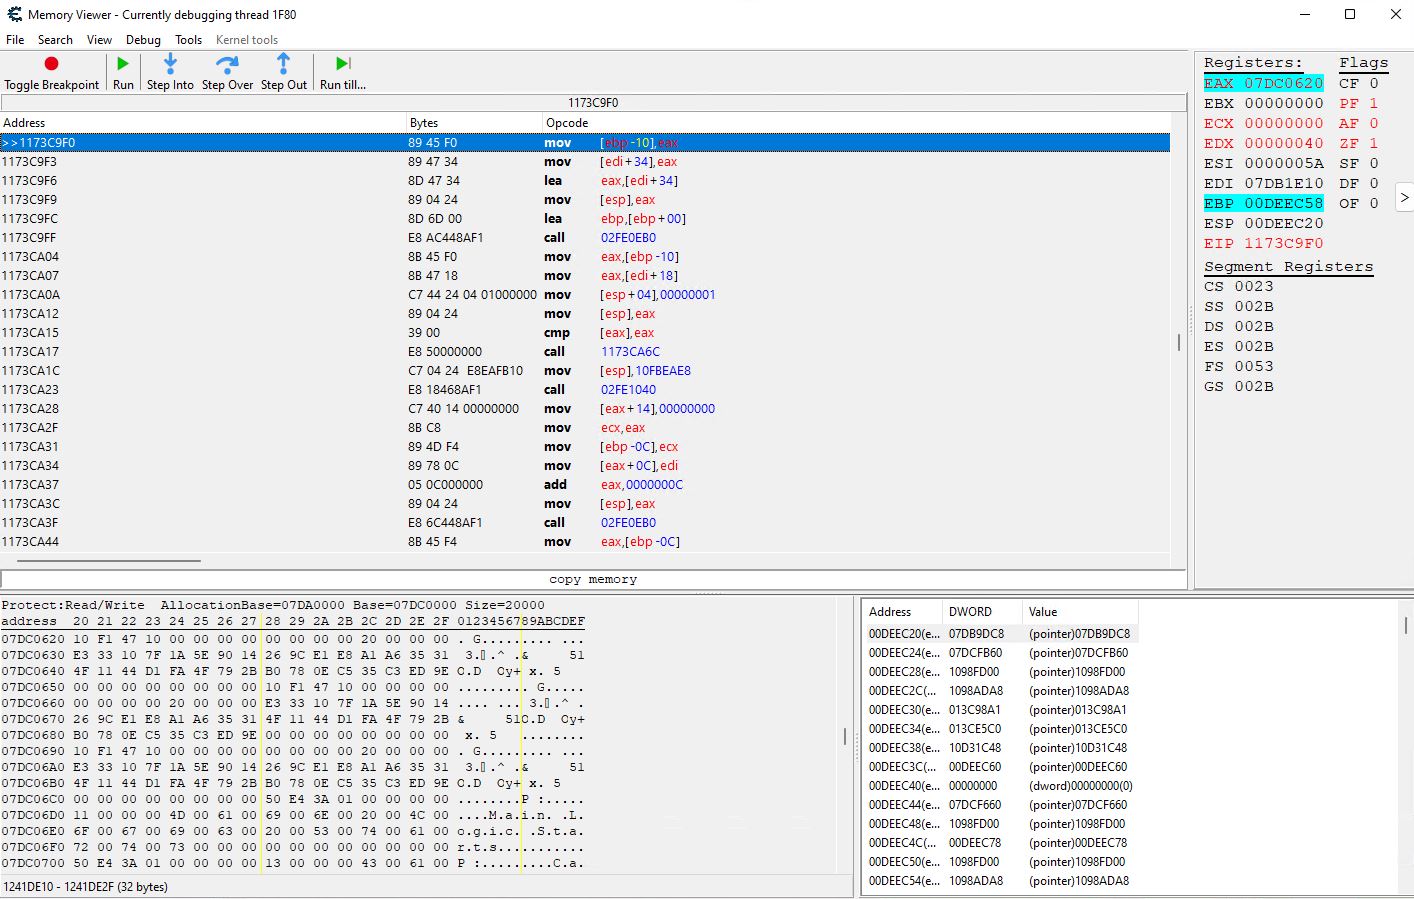 Memory Viewer - Currently debugging thread 1F80
File Search View Debug Tools Kernel tools
Toggle Breakpoint Run Step Into Step Over Step Out Run till...
1173C9F0
Address Bytes Opcode
>>1173C9F0 89 45 F0 mov [ebp-10],eax
1173C9F3 89 47 34 mov [edi+34],eax
1173C9F6 8D 47 34 lea eax,[edi+34]
1173C9F9 89 04 24 mov [esp],eax
1173C9FC 8D 6D 00 lea ebp,[ebp+00]
1173C9FF E8 AC448AF1 call 02FE0EB0
1173CA04 8B 45 F0 mov eax,[ebp-10]
1173CA07 8B 47 18 mov eax,[edi+18]
1173CA0A C7 44 24 04 01000000 mov [esp+04],00000001
1173CA12 89 04 24 mov [esp],eax
1173CA15 39 00 cmp [eax],eax
1173CA17 E8 50000000 call 1173CA6C
1173CA1C C7 04 24 E8EAFB10 mov [esp],10FBEAE8
1173CA23 E8 18468AF1 call 02FE1040
1173CA28 C7 40 14 00000000 mov [eax+14],00000000
1173CA2F 8B C8 mov ecx,eax
1173CA31 89 4D F4 mov [ebp-0C],ecx
1173CA34 89 78 0C mov [eax+0C],edi
1173CA37 05 0C000000 add eax,0000000C
1173CA3C 89 04 24 mov [esp],eax
1173CA3F E8 6C448AF1 call 02FE0EB0
1173CA44 8B 45 F4 mov eax,[ebp-0C]
copy memory
Registers: Flags
EAX 07DC0620 CF 0
EBX 00000000 PF 1
ECX 00000000 AF 0
EDX 00000040 ZF 1
ESI 0000005A SF 0
EDI 07DB1E10 DF 0
EBP 00DEEC58 OF 0
ESP 00DEEC20
EIP 1173C9F0
Segment Registers
CS 0023
SS 002B
DS 002B
ES 002B
FS 0053
GS 002B
>
Protect:Read/Write AllocationBase=07DA0000 Base=07DC0000 Size=20000
address 20 21 22 23 24 25 26 27 28 29 2A 2B 2C 2D 2E 2F 0123456789ABCDEF
07DC0620 10 F1 47 10 00 00 00 00 00 00 00 00 20 00 00 00 . G......... ...
07DC0630 E3 33 10 7F 1A 5E 90 14 26 9C E1 E8 A1 A6 35 31 3.▯.^ .& 51
07DC0640 4F 11 44 D1 FA 4F 79 2B B0 78 0E C5 35 C3 ED 9E O.D Oy+ x. 5
07DC0650 00 00 00 00 00 00 00 00 10 F1 47 10 00 00 00 00 ......... G.....
07DC0660 00 00 00 00 20 00 00 00 E3 33 10 7F 1A 5E 90 14 .... ... 3.▯.^ .
07DC0670 26 9C E1 E8 A1 A6 35 31 4F 11 44 D1 FA 4F 79 2B & 51O.D Oy+
07DC0680 B0 78 0E C5 35 C3 ED 9E 00 00 00 00 00 00 00 00 x. 5 ........
07DC0690 10 F1 47 10 00 00 00 00 00 00 00 00 20 00 00 00 . G......... ...
07DC06A0 E3 33 10 7F 1A 5E 90 14 26 9C E1 E8 A1 A6 35 31 3.▯.^ .& 51
07DC06B0 4F 11 44 D1 FA 4F 79 2B B0 78 0E C5 35 C3 ED 9E O.D Oy+ x. 5
07DC06C0 00 00 00 00 00 00 00 00 50 E4 3A 01 00 00 00 00 ........P :.....
07DC06D0 11 00 00 00 4D 00 61 00 69 00 6E 00 20 00 4C 00 ....M.a.i.n. .L.
07DC06E0 6F 00 67 00 69 00 63 00 20 00 53 00 74 00 61 00 o.g.i.c. .S.t.a.
07DC06F0 72 00 74 00 73 00 00 00 00 00 00 00 00 00 00 00 r.t.s...........
07DC0700 50 E4 3A 01 00 00 00 00 13 00 00 00 43 00 61 00 P :.........C.a.
1241DE10 - 1241DE2F (32 bytes)
Address DWORD Value
00DEEC20(e... 07DB9DC8 (pointer)07DB9DC8
00DEEC24(e... 07DCFB60 (pointer)07DCFB60
00DEEC28(e... 1098FD00 (pointer)1098FD00
00DEEC2C(... 1098ADA8 (pointer)1098ADA8
00DEEC30(e... 013C98A1 (pointer)013C98A1
00DEEC34(e... 013CE5C0 (pointer)013CE5C0
00DEEC38(e... 10D31C48 (pointer)10D31C48
00DEEC3C(... 00DEEC60 (pointer)00DEEC60
00DEEC40(e... 00000000 (dword)00000000(0)
00DEEC44(e... 07DCF660 (pointer)07DCF660
00DEEC48(e... 1098FD00 (pointer)1098FD00
00DEEC4C(... 00DEEC78 (pointer)00DEEC78
00DEEC50(e... 1098FD00 (pointer)1098FD00
00DEEC54(e... 1098ADA8 (pointer)1098ADA8